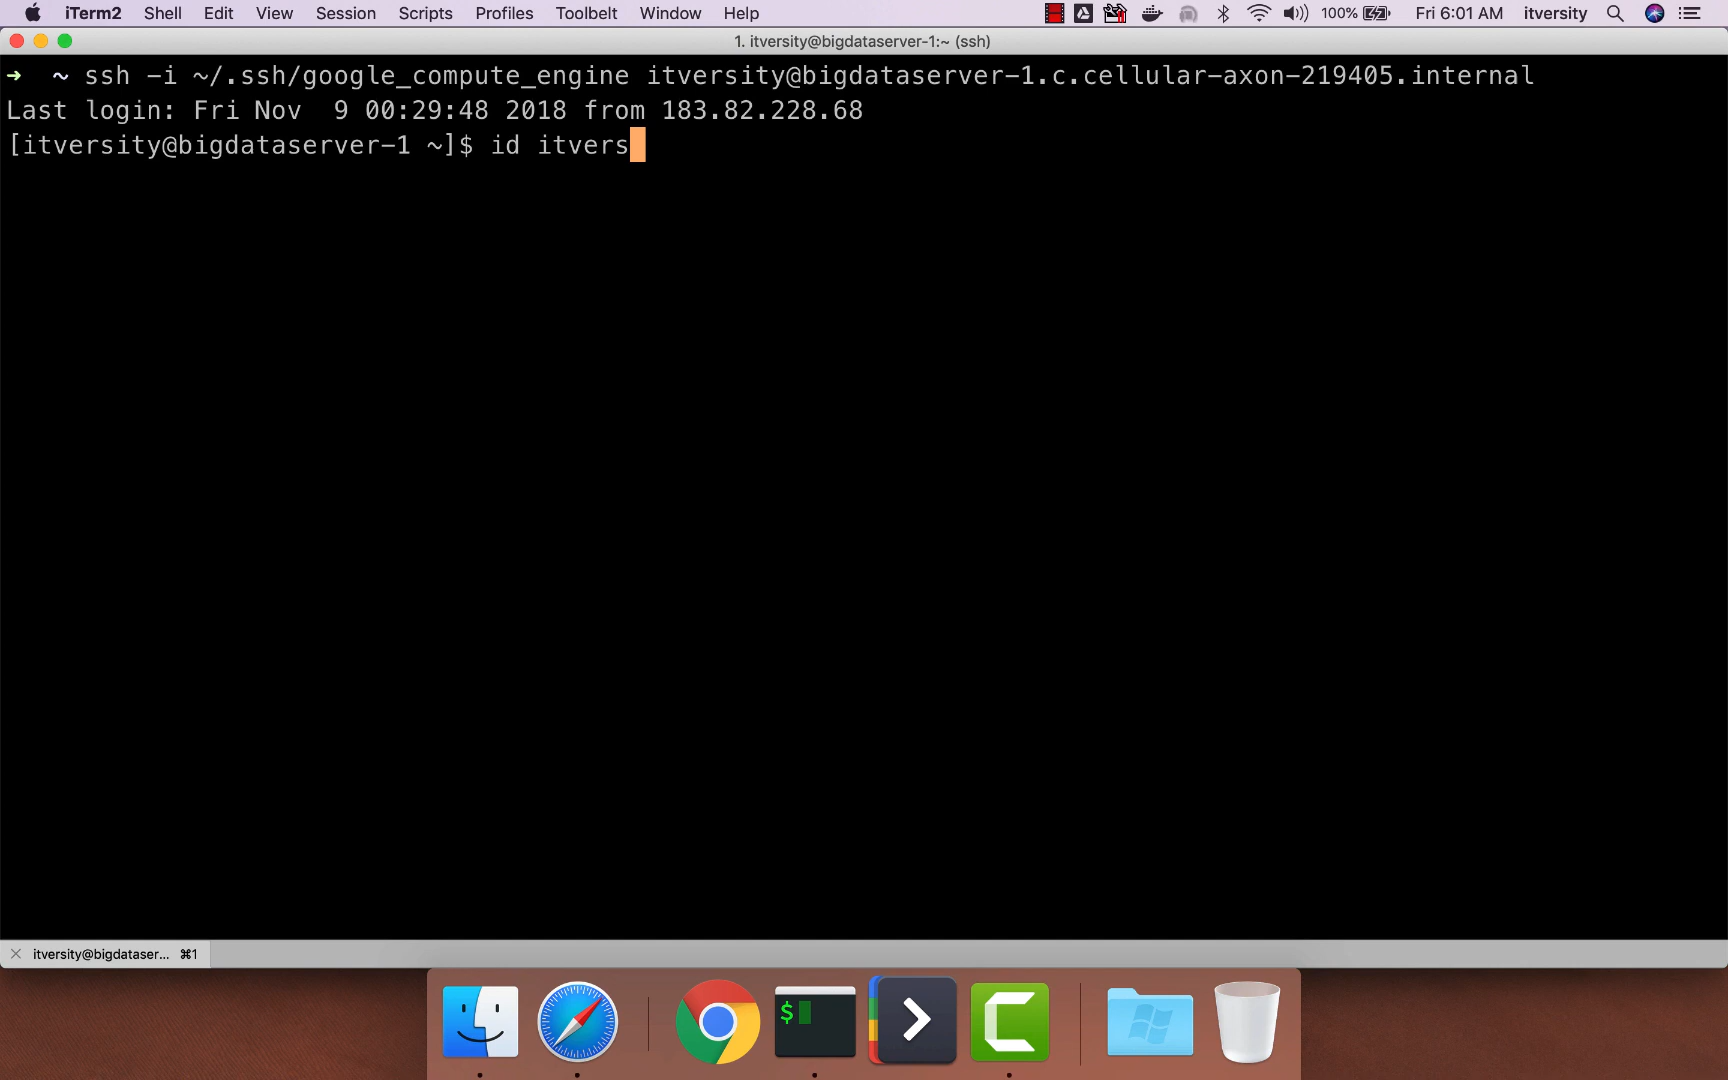 iTerm2 Shell Edit View Session Scripts Profiles Toolbelt Window Help 100% Fri 6:01 AM itversity
1. itversity@bigdataserver-1:~ (ssh)
➜ ~ ssh -i ~/.ssh/google_compute_engine itversity@bigdataserver-1.c.cellular-axon-219405.internal
Last login: Fri Nov  9 00:29:48 2018 from 183.82.228.68
[itversity@bigdataserver-1 ~]$ id itvers
itversity@bigdataser... ⌘1
$